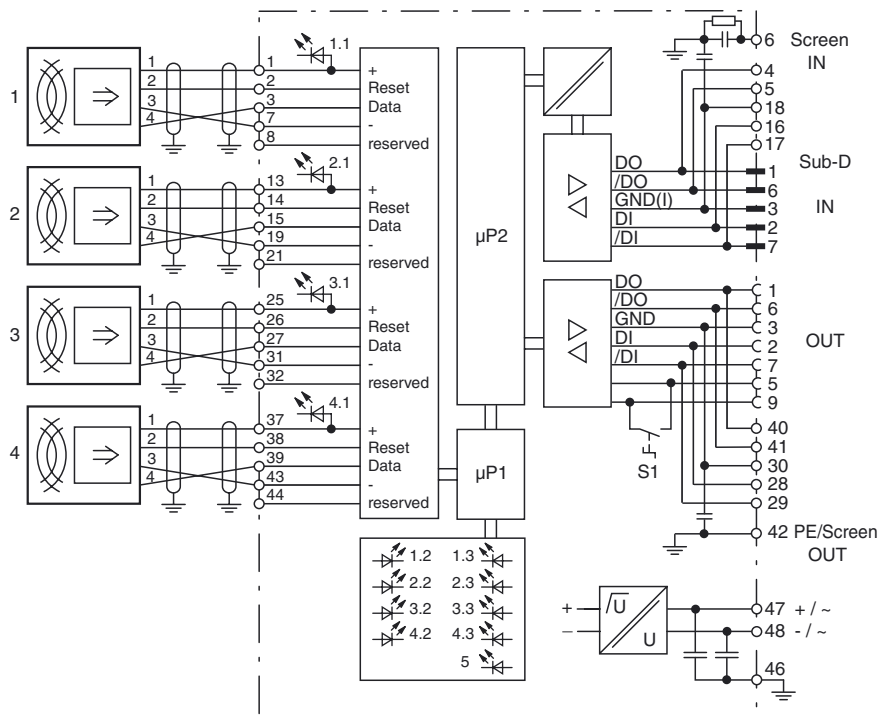 1
1 1 1.1 +
2 2 Reset
3 3 Data
4 7 -
8 reserved
2
1 13 2.1 +
2 14 Reset
3 15 Data
4 19 -
21 reserved
3
1 25 3.1 +
2 26 Reset
3 27 Data
4 31 -
32 reserved
4
1 37 4.1 +
2 38 Reset
3 39 Data
4 43 -
44 reserved
µP2
µP1
1.2 1.3
2.2 2.3
3.2 3.3
4.2 4.3
5
6 Screen
IN
4
5
18
16
17
Sub-D
IN
DO 1
/DO 6
GND(I) 3
DI 2
/DI 7
DO 1
/DO 6
GND 3
DI 2
/DI 7
5
9
OUT
S1
40
41
30
28
29
42 PE/Screen
OUT
+ √U
- U
47 + / ~
48 - / ~
46